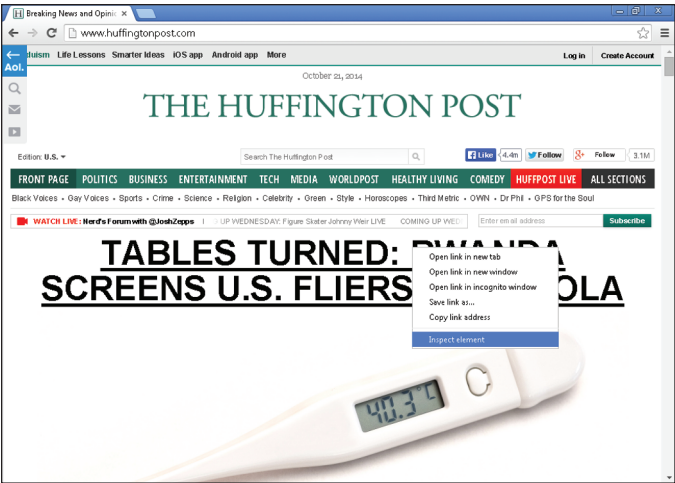 Breaking News and Opinio
www.huffingtonpost.com
Aol.
duism Life Lessons Smarter Ideas iOS app Android app More Log in Create Account
October 21, 2014
THE HUFFINGTON POST
Edition: U.S. Search The Huffington Post Like 4.4m Follow Follow 3.1M
FRONT PAGE POLITICS BUSINESS ENTERTAINMENT TECH MEDIA WORLDPOST HEALTHY LIVING COMEDY HUFFPOST LIVE ALL SECTIONS
Black Voices • Gay Voices • Sports • Crime • Science • Religion • Celebrity • Green • Style • Horoscopes • Third Metric • OWN • Dr Phil • GPS for the Soul
WATCH LIVE: Nerd's Forum with @JoshZepps | UP WEDNESDAY: Figure Skater Johnny Weir LIVE COMING UP WED Enter email address Subscribe
TABLES TURNED: RWANDA
SCREENS U.S. FLIERS OLA
Open link in new tab
Open link in new window
Open link in incognito window
Save link as...
Copy link address
Inspect element
40.3°C